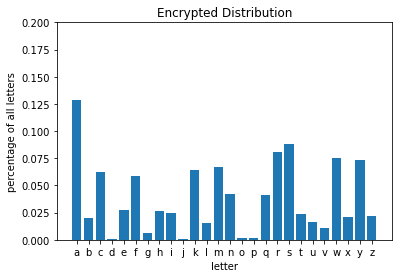 Encrypted Distribution
percentage of all letters
0.200
0.175
0.150
0.125
0.100
0.075
0.050
0.025
0.000
a b c d e f g h i j k l m n o p q r s t u v w x y z
letter